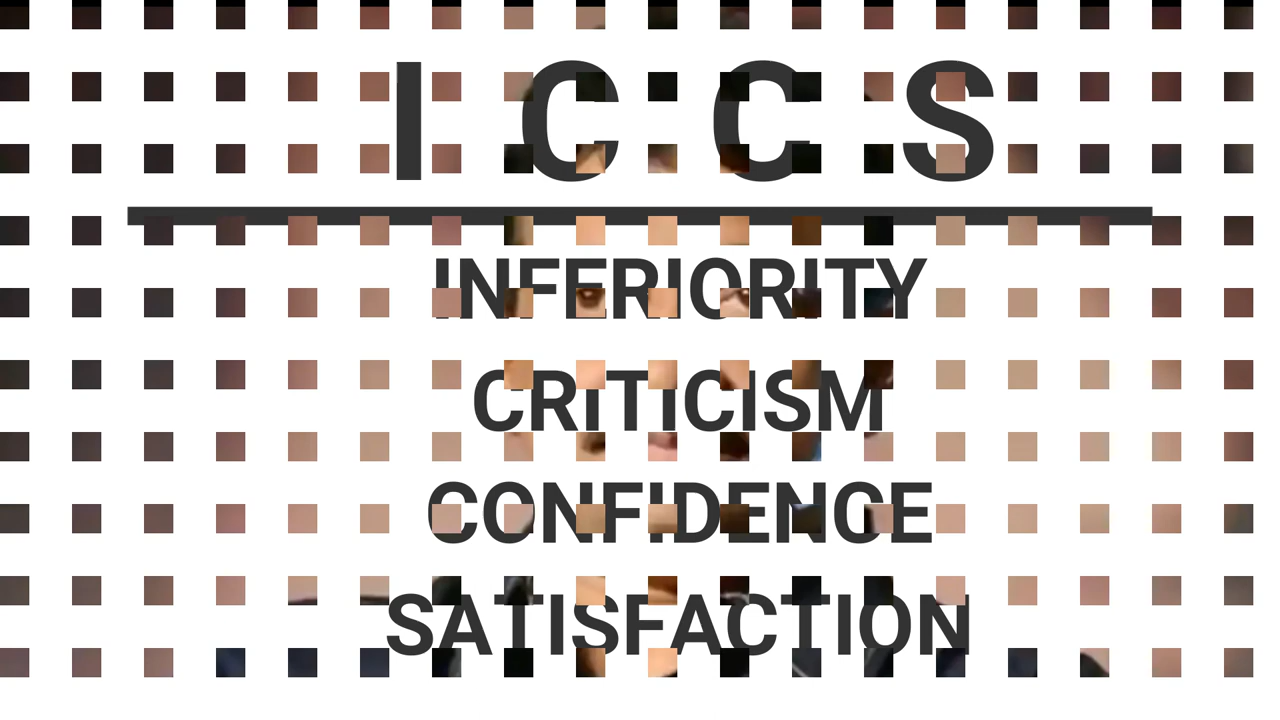 I C C S
INFERIORITY
CRITICISM
CONFIDENCE
SATISFACTION